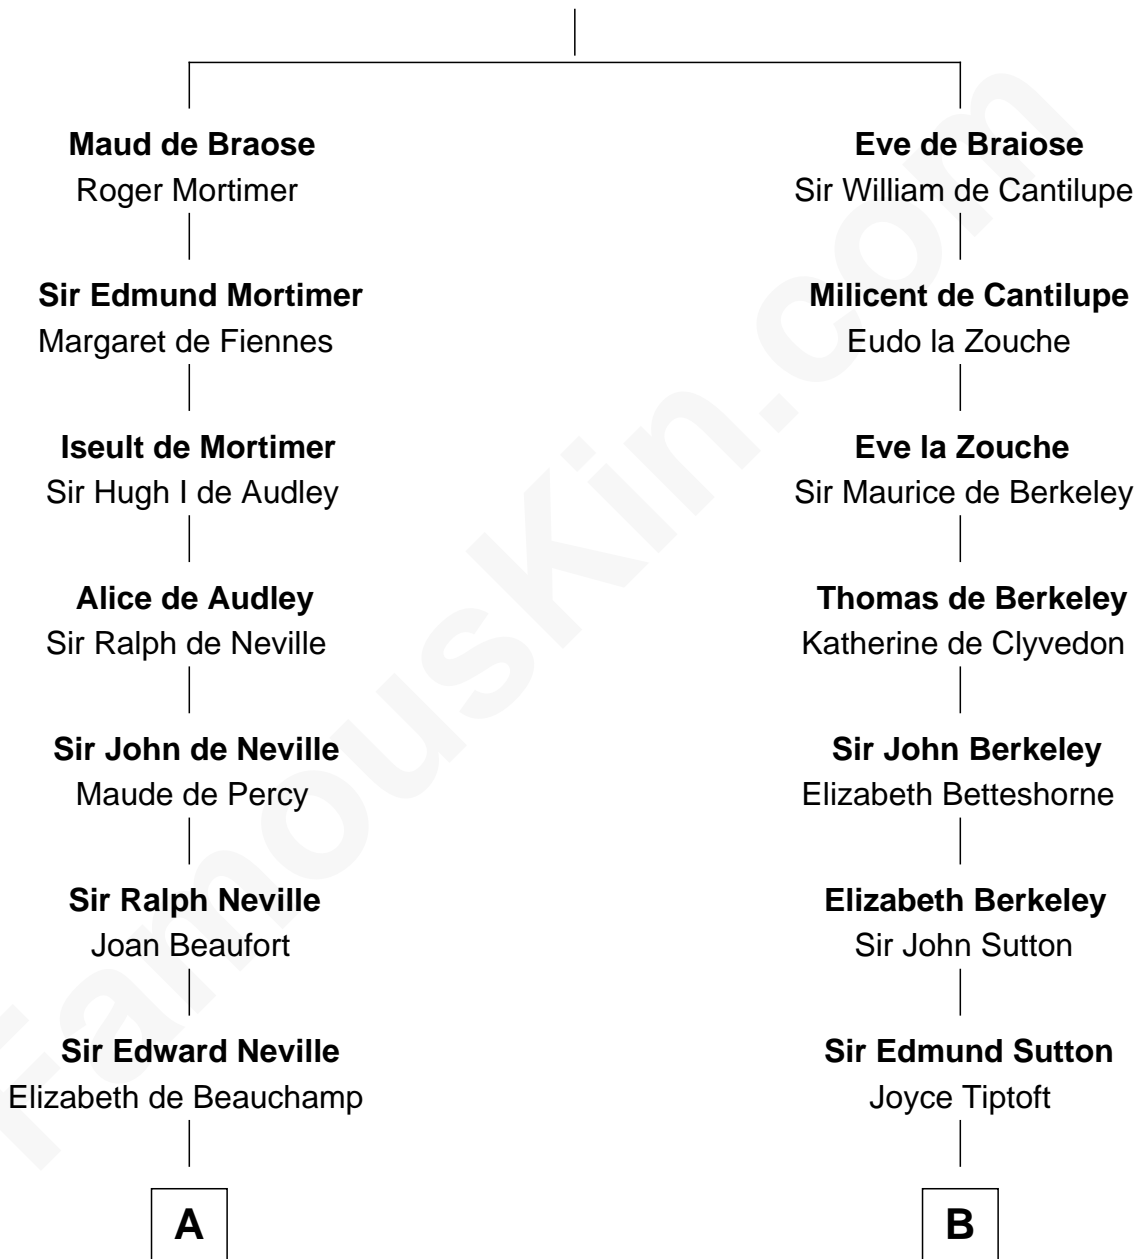 Maud de Braose
Roger Mortimer
Sir Edmund Mortimer
Margaret de Fiennes
Iseult de Mortimer
Sir Hugh I de Audley
Alice de Audley
Sir Ralph de Neville
Sir John de Neville
Maude de Percy
Sir Ralph Neville
Joan Beaufort
Sir Edward Neville
Elizabeth de Beauchamp
A
Eve de Braiose
Sir William de Cantilupe
Milicent de Cantilupe
Eudo la Zouche
Eve la Zouche
Sir Maurice de Berkeley
Thomas de Berkeley
Katherine de Clyvedon
Sir John Berkeley
Elizabeth Betteshorne
Elizabeth Berkeley
Sir John Sutton
Sir Edmund Sutton
Joyce Tiptoft
B
FamousKin.com